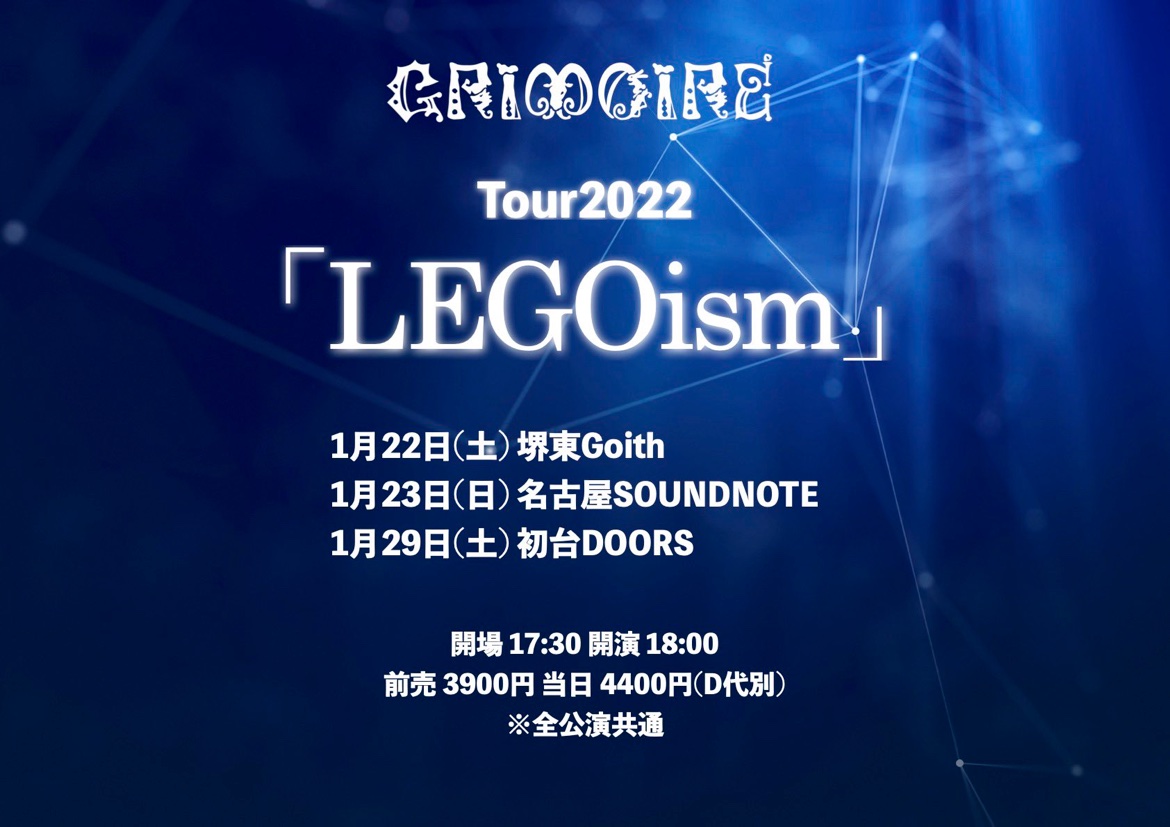 GRIMOIRE
Tour2022
「LEGOism」
1月22日(土) 堺東Goith
1月23日(日) 名古屋SOUNDNOTE
1月29日(土) 初台DOORS
開場 17:30 開演 18:00
前売 3900円 当日 4400円(D代別)
※全公演共通